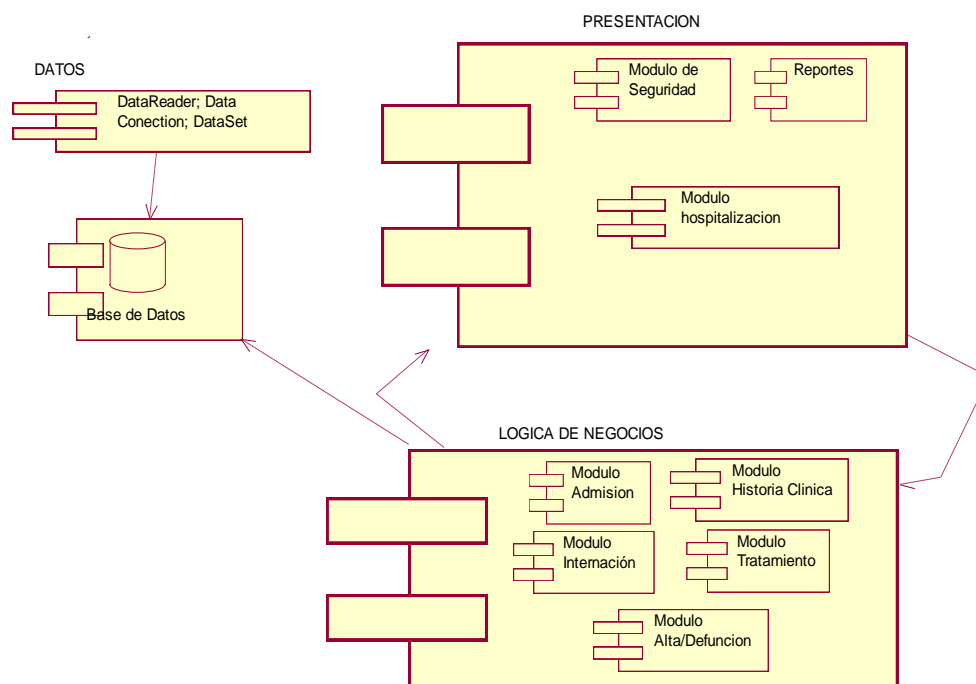 PRESENTACION
DATOS
DataReader; Data
Conection; DataSet
Base de Datos
Modulo de
Seguridad
Reportes
Modulo
hospitalizacion
LOGICA DE NEGOCIOS
Modulo
Admision
Modulo
Historia Clinica
Modulo
Internación
Modulo
Tratamiento
Modulo
Alta/Defuncion